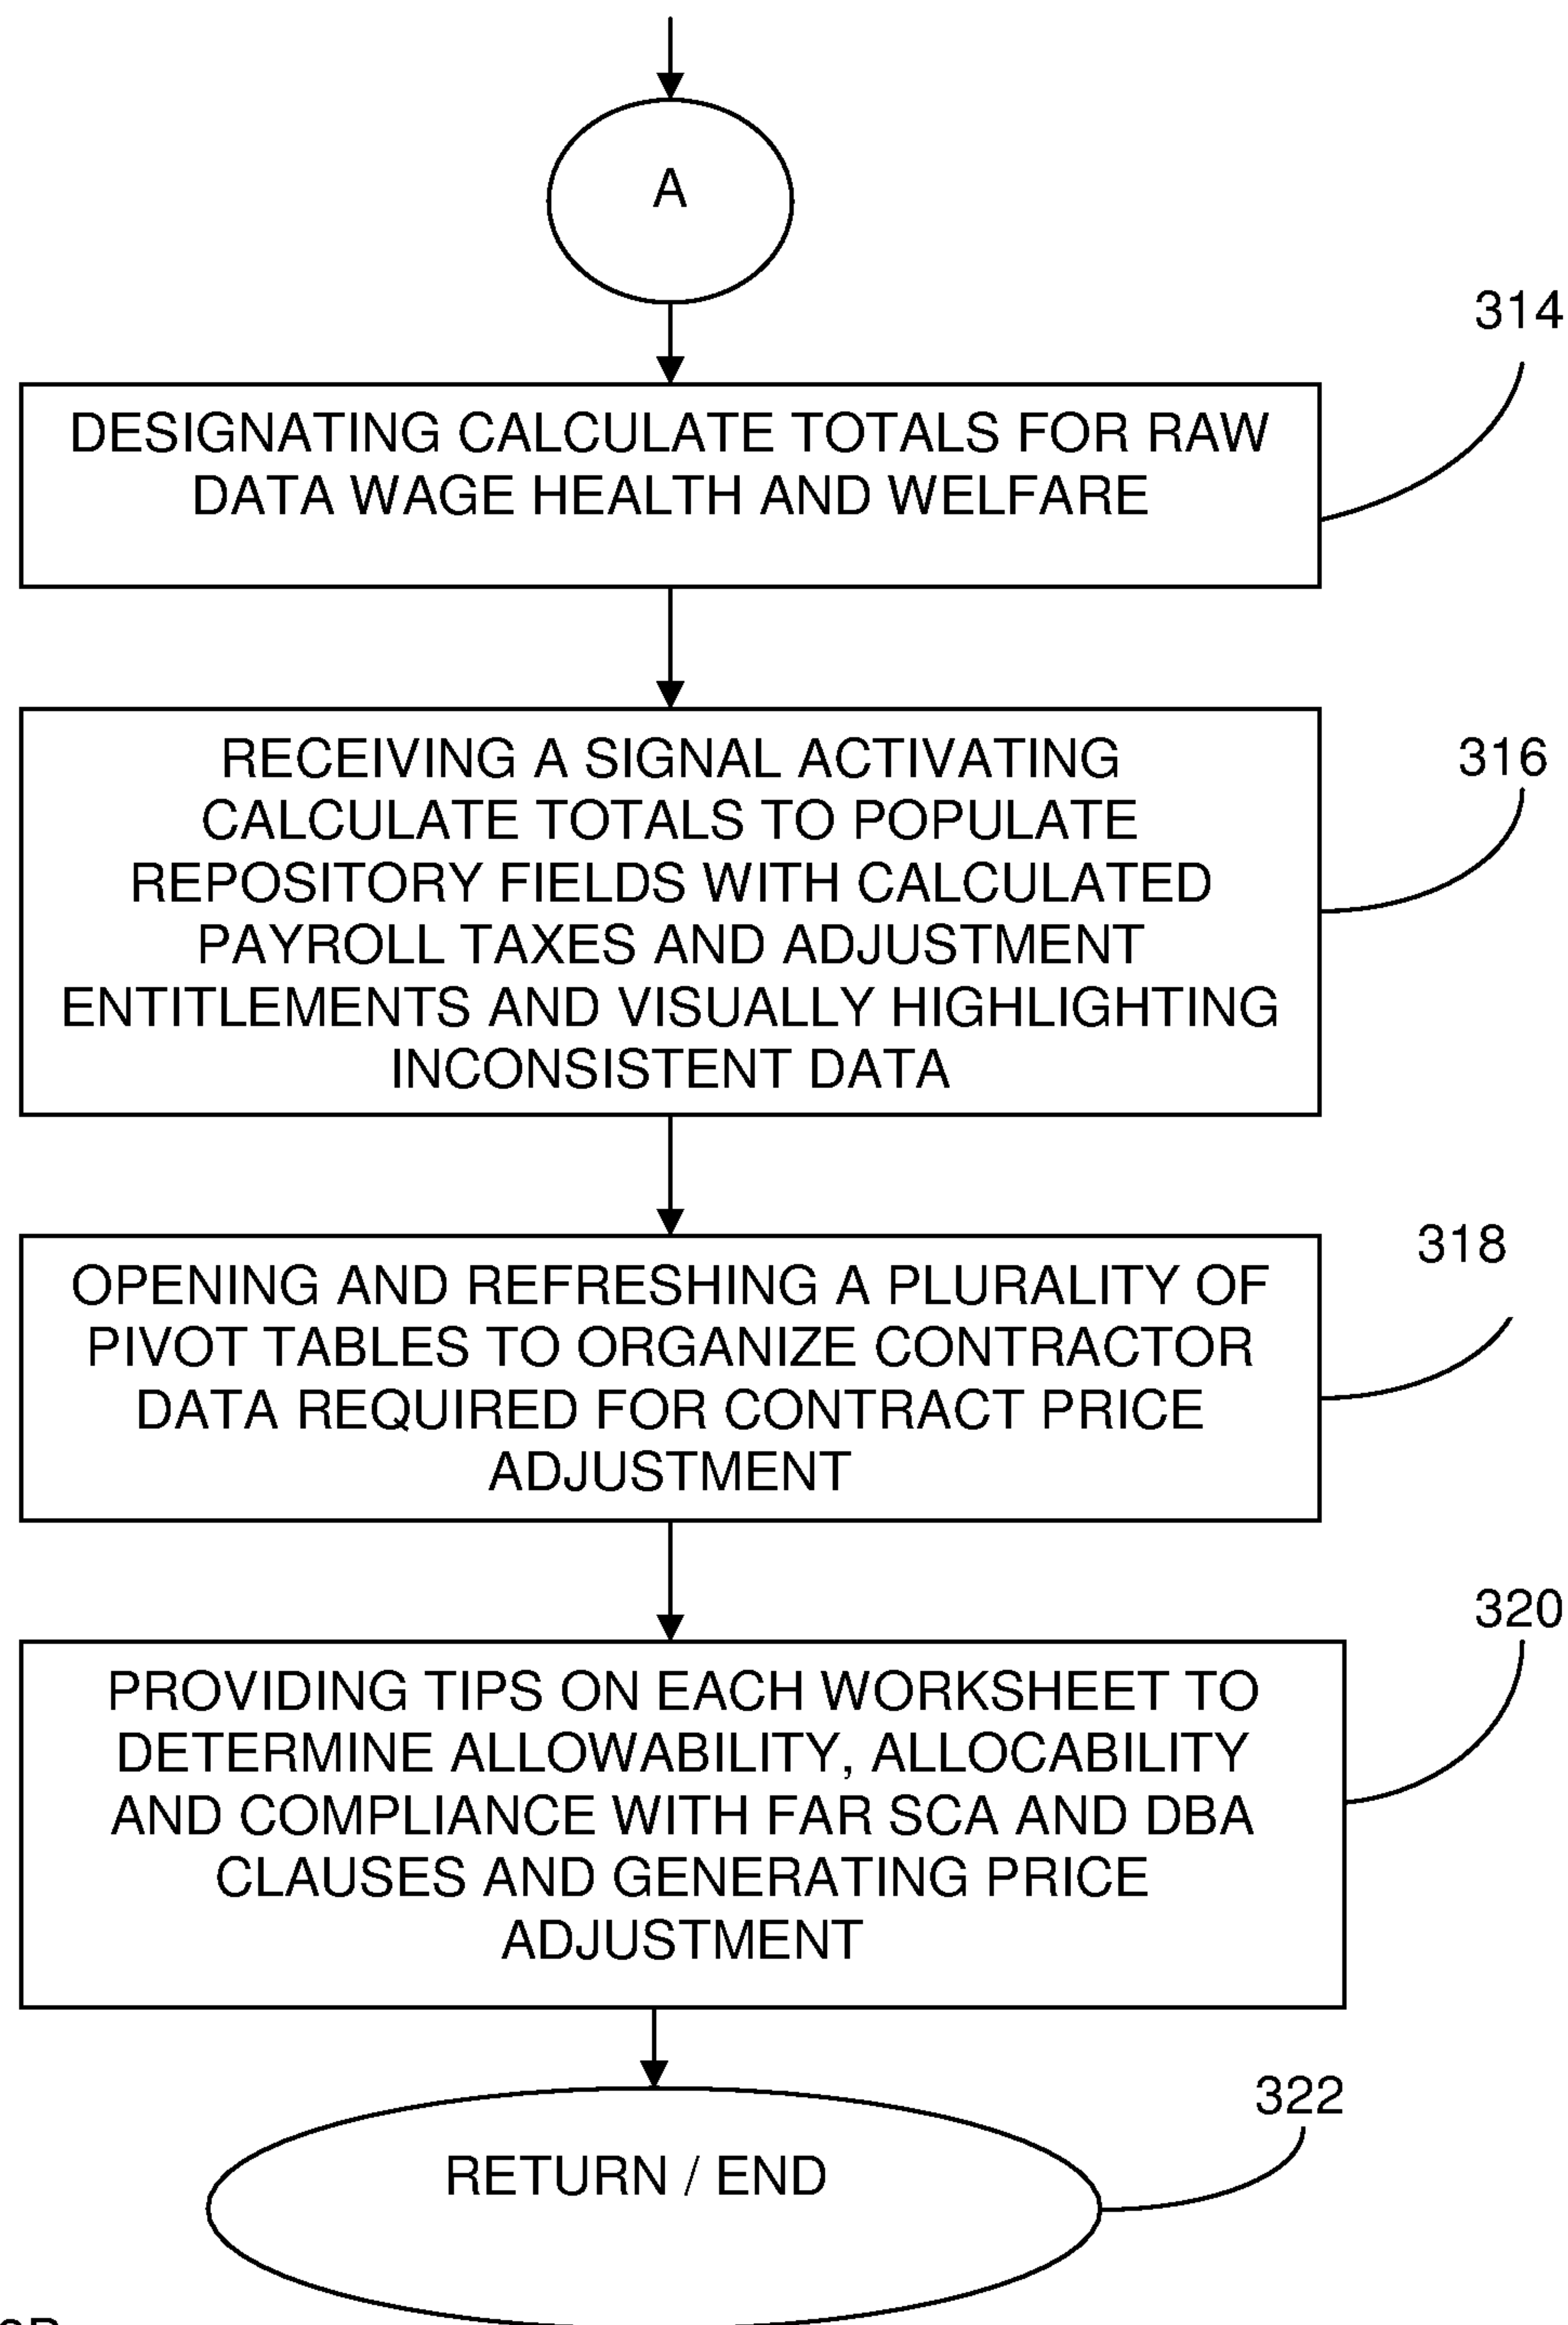 A
314
DESIGNATING CALCULATE TOTALS FOR RAW
DATA WAGE HEALTH AND WELFARE
316
RECEIVING A SIGNAL ACTIVATING
CALCULATE TOTALS TO POPULATE
REPOSITORY FIELDS WITH CALCULATED
PAYROLL TAXES AND ADJUSTMENT
ENTITLEMENTS AND VISUALLY HIGHLIGHTING
INCONSISTENT DATA
318
OPENING AND REFRESHING A PLURALITY OF
PIVOT TABLES TO ORGANIZE CONTRACTOR
DATA REQUIRED FOR CONTRACT PRICE
ADJUSTMENT
320
PROVIDING TIPS ON EACH WORKSHEET TO
DETERMINE ALLOWABILITY, ALLOCABILITY
AND COMPLIANCE WITH FAR SCA AND DBA
CLAUSES AND GENERATING PRICE
ADJUSTMENT
322
RETURN / END